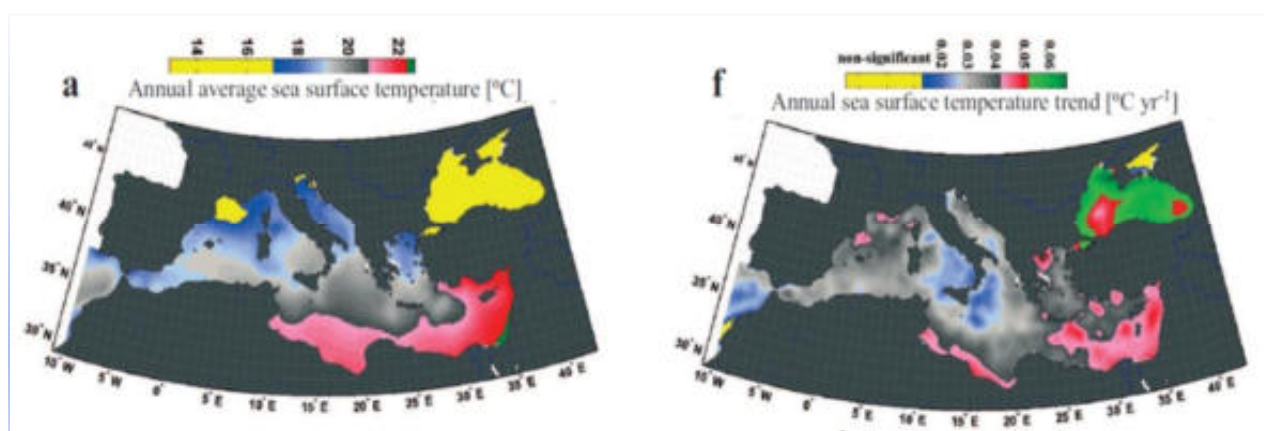 14 16 18 20 22
a Annual average sea surface temperature [°C]
40°N
35°N
30°N
10°W 5°W 0° 5°E 10°E 15°E 20°E 25°E 30°E 35°E 40°E
non-significant 0.02 0.03 0.04 0.05 0.06
f Annual sea surface temperature trend [°C yr⁻¹]
40°N
35°N
30°N
10°W 5°W 0° 5°E 10°E 15°E 20°E 25°E 30°E 35°E 40°E